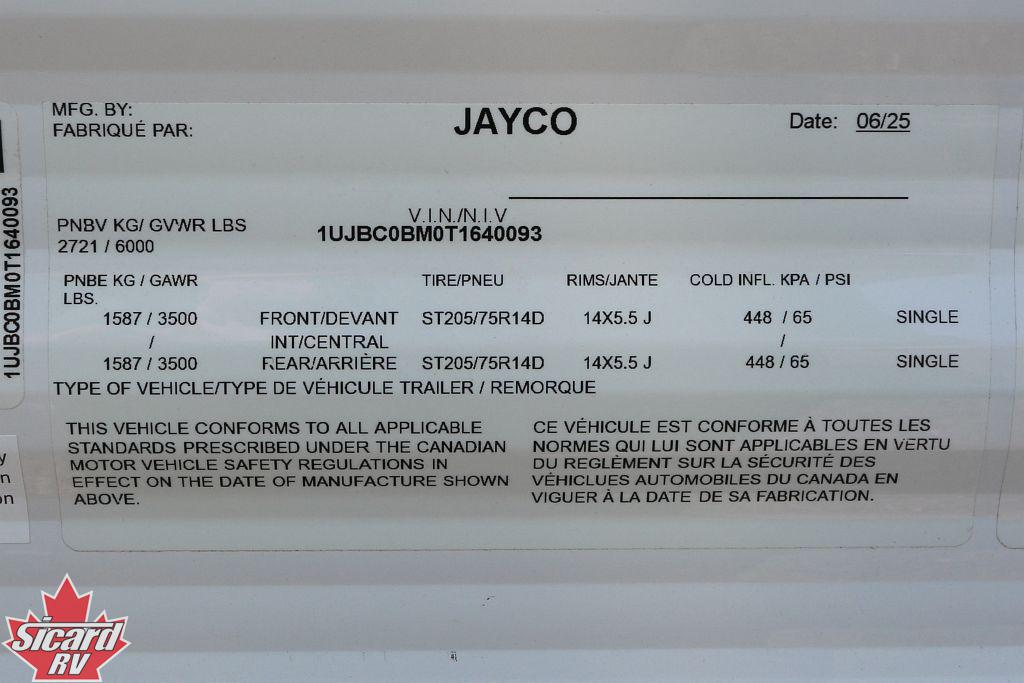 MFG. BY:
FABRIQUÉ PAR:
JAYCO
Date: 06/25
V.I.N./N.I.V
PNBV KG/ GVWR LBS
2721 / 6000
1UJBC0BM0T1640093
PNBE KG / GAWR LBS. TIRE/PNEU RIMS/JANTE COLD INFL. KPA / PSI
1587 / 3500 FRONT/DEVANT ST205/75R14D 14X5.5 J 448 / 65 SINGLE
/ INT/CENTRAL /
1587 / 3500 REAR/ARRIÈRE ST205/75R14D 14X5.5 J 448 / 65 SINGLE
TYPE OF VEHICLE/TYPE DE VÉHICULE TRAILER / REMORQUE
THIS VEHICLE CONFORMS TO ALL APPLICABLE
STANDARDS PRESCRIBED UNDER THE CANADIAN
MOTOR VEHICLE SAFETY REGULATIONS IN
EFFECT ON THE DATE OF MANUFACTURE SHOWN
ABOVE.
CE VÉHICULE EST CONFORME À TOUTES LES
NORMES QUI LUI SONT APPLICABLES EN VERTU
DU REGLÈMENT SUR LA SÉCURITÉ DES
VÉHICLUES AUTOMOBILES DU CANADA EN
VIGUER À LA DATE DE SA FABRICATION.
1UJBC0BM0T1640093
Sicard
RV